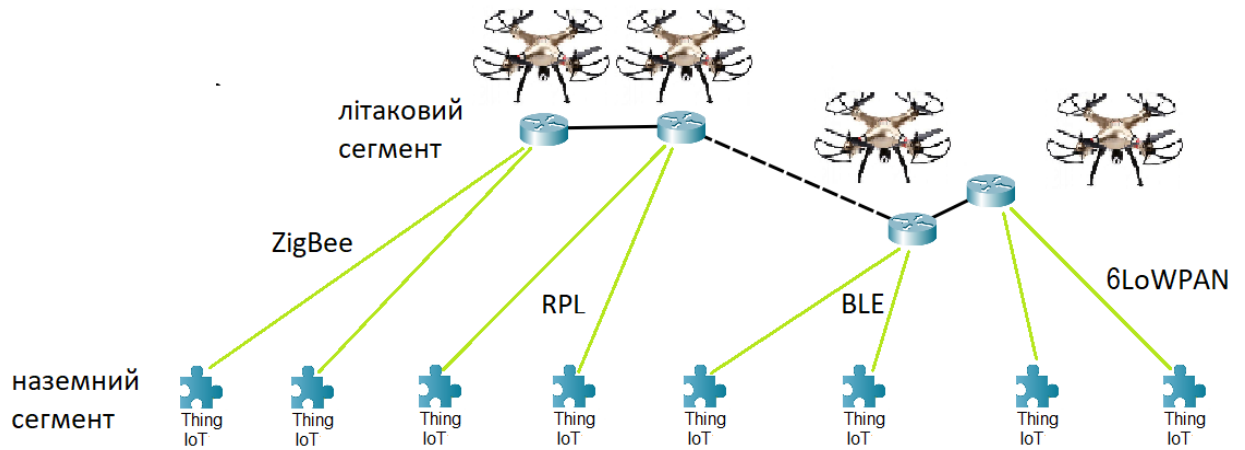 літаковий
сегмент
ZigBee
RPL
BLE
6LoWPAN
наземний
сегмент
Thing
IoT
Thing
IoT
Thing
IoT
Thing
IoT
Thing
IoT
Thing
IoT
Thing
IoT
Thing
IoT